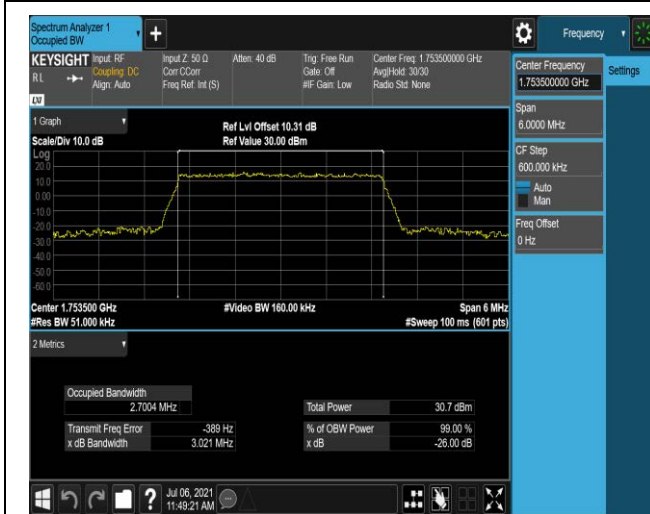 Spectrum Analyzer 1
Occupied BW
Frequency
KEYSIGHT
Input: RF
Coupling: DC
Align: Auto
Input Z: 50 Ω
Corr CCorr
Freq Ref: Int (S)
Atten: 40 dB
Trig: Free Run
Gate: Off
#IF Gain: Low
Center Freq: 1.753500000 GHz
Avg|Hold: 30/30
Radio Std: None
RL
LXI
Center Frequency
1.753500000 GHz
Settings
Span
6.0000 MHz
CF Step
600.000 kHz
Auto
Man
Freq Offset
0 Hz
1 Graph
Scale/Div 10.0 dB
Ref Lvl Offset 10.31 dB
Ref Value 30.00 dBm
Log
20.0
10.0
0.00
-10.0
-20.0
-30.0
-40.0
-50.0
-60.0
Center 1.753500 GHz
#Video BW 160.00 kHz
Span 6 MHz
#Res BW 51.000 kHz
#Sweep 100 ms (601 pts)
2 Metrics
Occupied Bandwidth
2.7004 MHz
Total Power 30.7 dBm
Transmit Freq Error -389 Hz
% of OBW Power 99.00 %
x dB Bandwidth 3.021 MHz
x dB -26.00 dB
Jul 06, 2021
11:49:21 AM